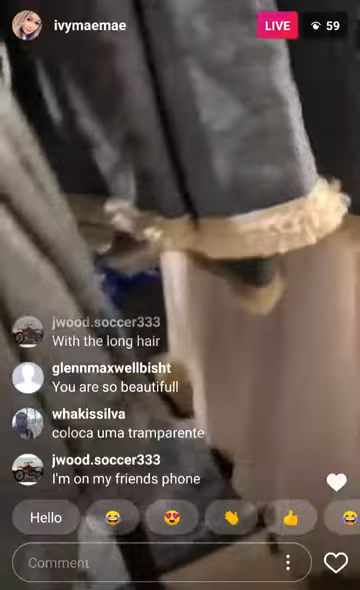 ivymaemae
LIVE
59
jwood.soccer333
With the long hair
glennmaxwellbisht
You are so beautifull
whakissilva
coloca uma tramparente
jwood.soccer333
I'm on my friends phone
Hello
Comment